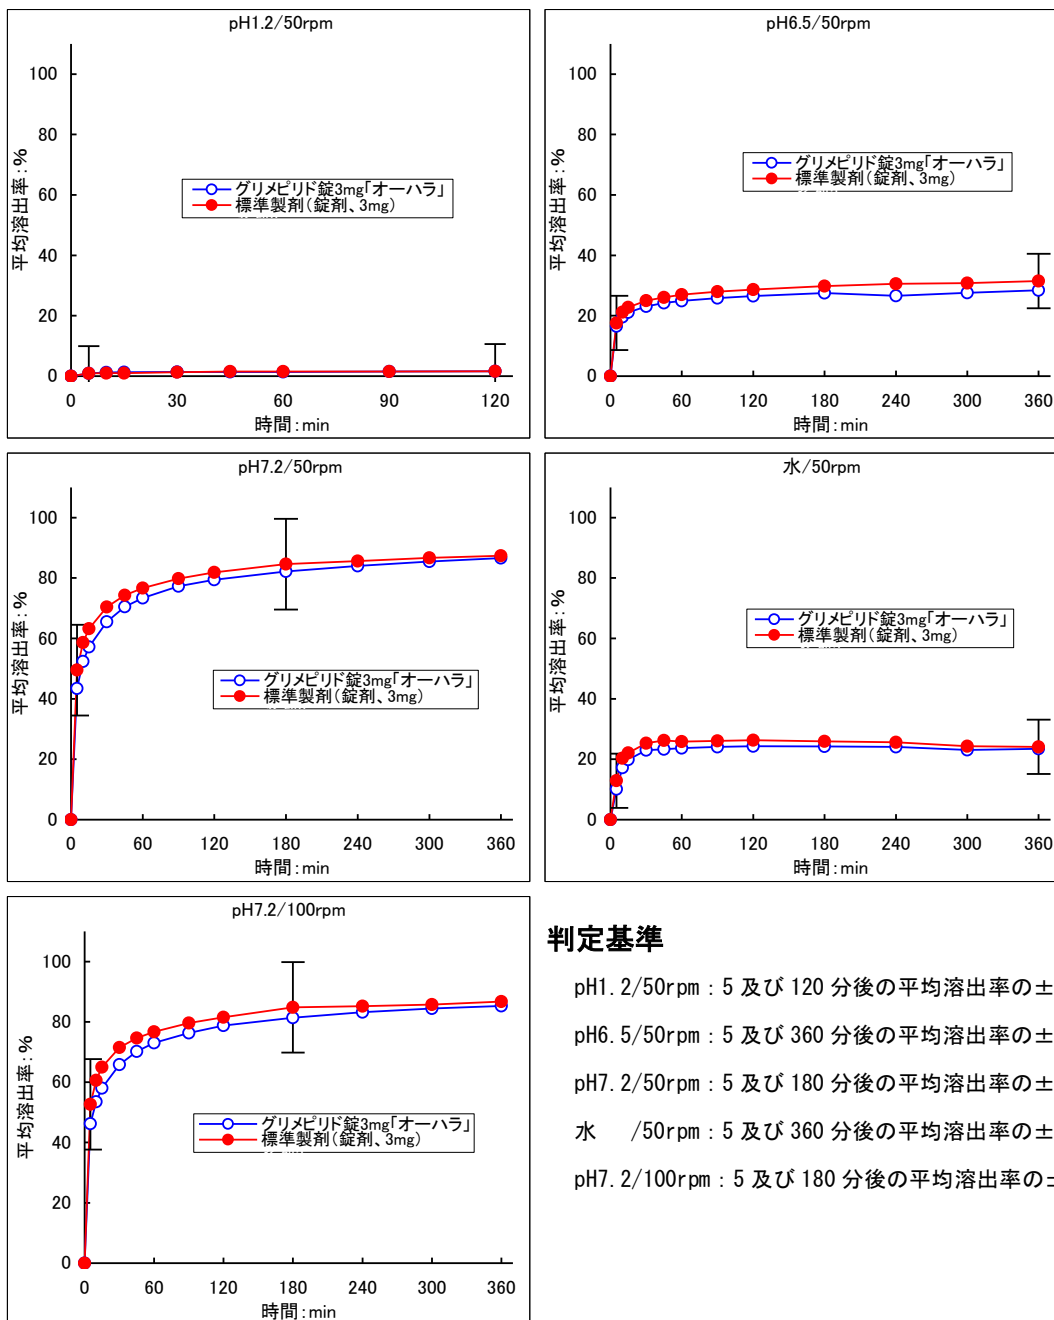 pH1.2/50rpm
100
80
60
40
20
0
平均溶出率:%
グリメピリド錠3mg「オーハラ」
標準製剤(錠剤、3mg)
0 30 60 90 120
時間:min
pH6.5/50rpm
100
80
60
40
20
0
平均溶出率:%
グリメピリド錠3mg「オーハラ」
標準製剤(錠剤、3mg)
0 60 120 180 240 300 360
時間:min
pH7.2/50rpm
100
80
60
40
20
0
平均溶出率:%
グリメピリド錠3mg「オーハラ」
標準製剤(錠剤、3mg)
0 60 120 180 240 300 360
時間:min
水/50rpm
100
80
60
40
20
0
平均溶出率:%
グリメピリド錠3mg「オーハラ」
標準製剤(錠剤、3mg)
0 60 120 180 240 300 360
時間:min
pH7.2/100rpm
100
80
60
40
20
0
平均溶出率:%
グリメピリド錠3mg「オーハラ」
標準製剤(錠剤、3mg)
0 60 120 180 240 300 360
時間:min
判定基準
pH1.2/50rpm:5 及び 120 分後の平均溶出率の±
pH6.5/50rpm:5 及び 360 分後の平均溶出率の±
pH7.2/50rpm:5 及び 180 分後の平均溶出率の±
水 /50rpm:5 及び 360 分後の平均溶出率の±
pH7.2/100rpm:5 及び 180 分後の平均溶出率の±